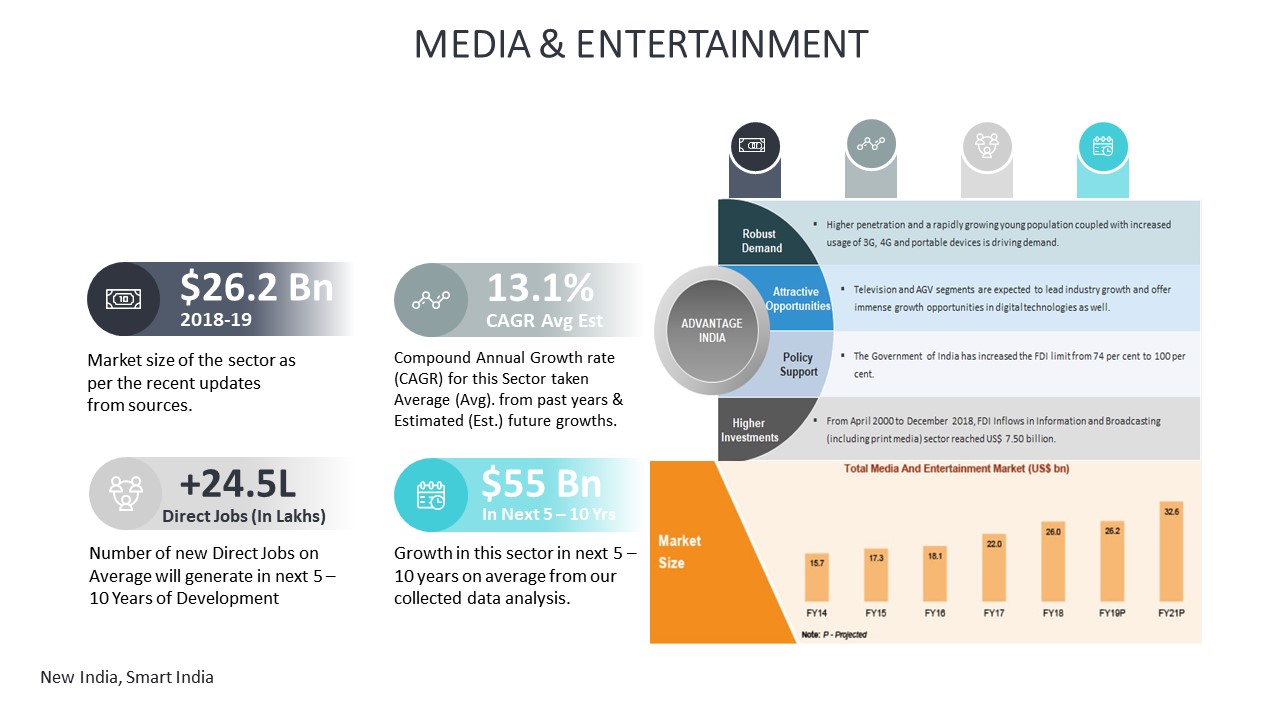 MEDIA & ENTERTAINMENT
$26.2 Bn
2018-19
Market size of the sector as
per the recent updates
from sources.
13.1%
CAGR Avg Est
Compound Annual Growth rate
(CAGR) for this Sector taken
Average (Avg). from past years &
Estimated (Est.) future growths.
+24.5L
Direct Jobs (In Lakhs)
Number of new Direct Jobs on
Average will generate in next 5 –
10 Years of Development
$55 Bn
In Next 5 – 10 Yrs
Growth in this sector in next 5 –
10 years on average from our
collected data analysis.
ADVANTAGE
INDIA
Robust
Demand
▪ Higher penetration and a rapidly growing young population coupled with increased
usage of 3G, 4G and portable devices is driving demand.
Attractive
Opportunities
▪ Television and AGV segments are expected to lead industry growth and offer
immense growth opportunities in digital technologies as well.
Policy
Support
▪ The Government of India has increased the FDI limit from 74 per cent to 100 per
cent.
Higher
Investments
▪ From April 2000 to December 2018, FDI Inflows in Information and Broadcasting
(including print media) sector reached US$ 7.50 billion.
Market
Size
Total Media And Entertainment Market (US$ bn)
15.7 17.3 18.1 22.0 26.0 26.2 32.6
FY14 FY15 FY16 FY17 FY18 FY19P FY21P
Note: P - Projected
New India, Smart India